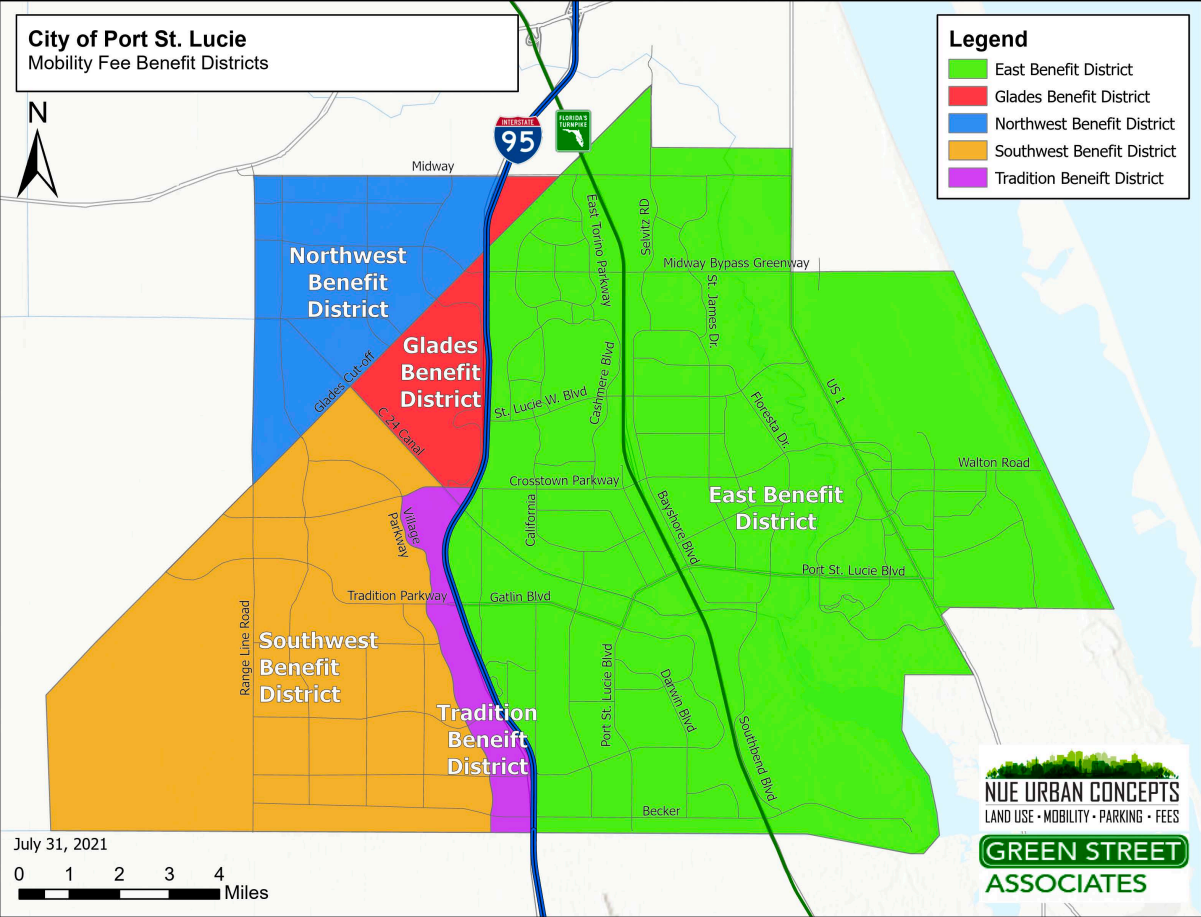 City of Port St. Lucie
Mobility Fee Benefit Districts
Legend
East Benefit District
Glades Benefit District
Northwest Benefit District
Southwest Benefit District
Tradition Beneift District
N
INTERSTATE
95
FLORIDA'S
TURNPIKE
Midway
East Torino Parkway
Selvitz RD
Midway Bypass Greenway
St. James Dr.
Northwest
Benefit
District
Glades
Benefit
District
Glades Cut-off
C 24 Canal
St. Lucie W. Blvd
Cashmere Blvd
Floresta Dr.
US 1
Walton Road
Crosstown Parkway
East Benefit
District
California
Bayshore Blvd
Village
Parkway
Port St. Lucie Blvd
Tradition Parkway
Gatlin Blvd
Range Line Road
Southwest
Benefit
District
Port St. Lucie Blvd
Darwin Blvd
Tradition
Beneift
District
Southbend Blvd
Becker
July 31, 2021
0 1 2 3 4
Miles
NUE URBAN CONCEPTS
LAND USE • MOBILITY • PARKING • FEES
GREEN STREET
ASSOCIATES